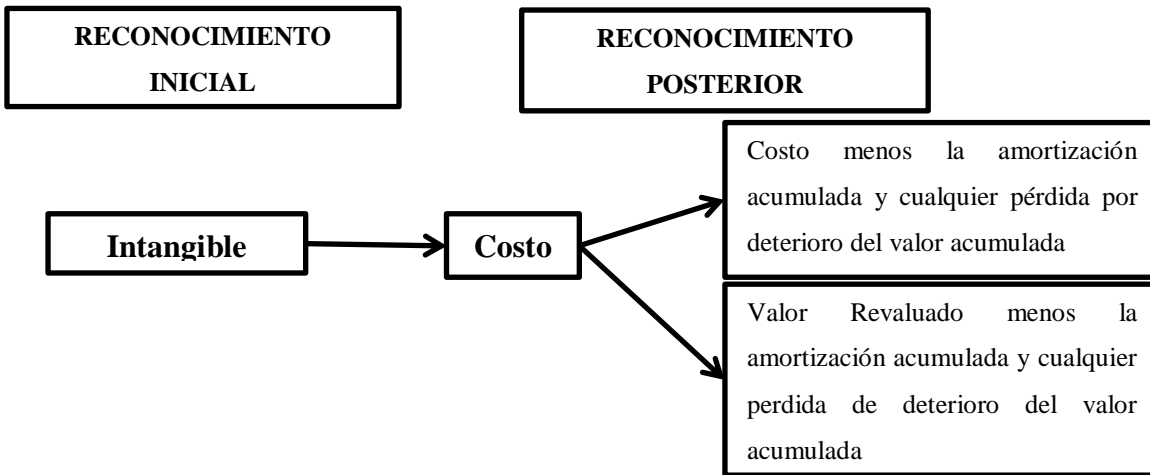 RECONOCIMIENTO
INICIAL
RECONOCIMIENTO
POSTERIOR
Intangible
Costo
Costo menos la amortización
acumulada y cualquier pérdida por
deterioro del valor acumulada
Valor Revaluado menos la
amortización acumulada y cualquier
perdida de deterioro del valor
acumulada